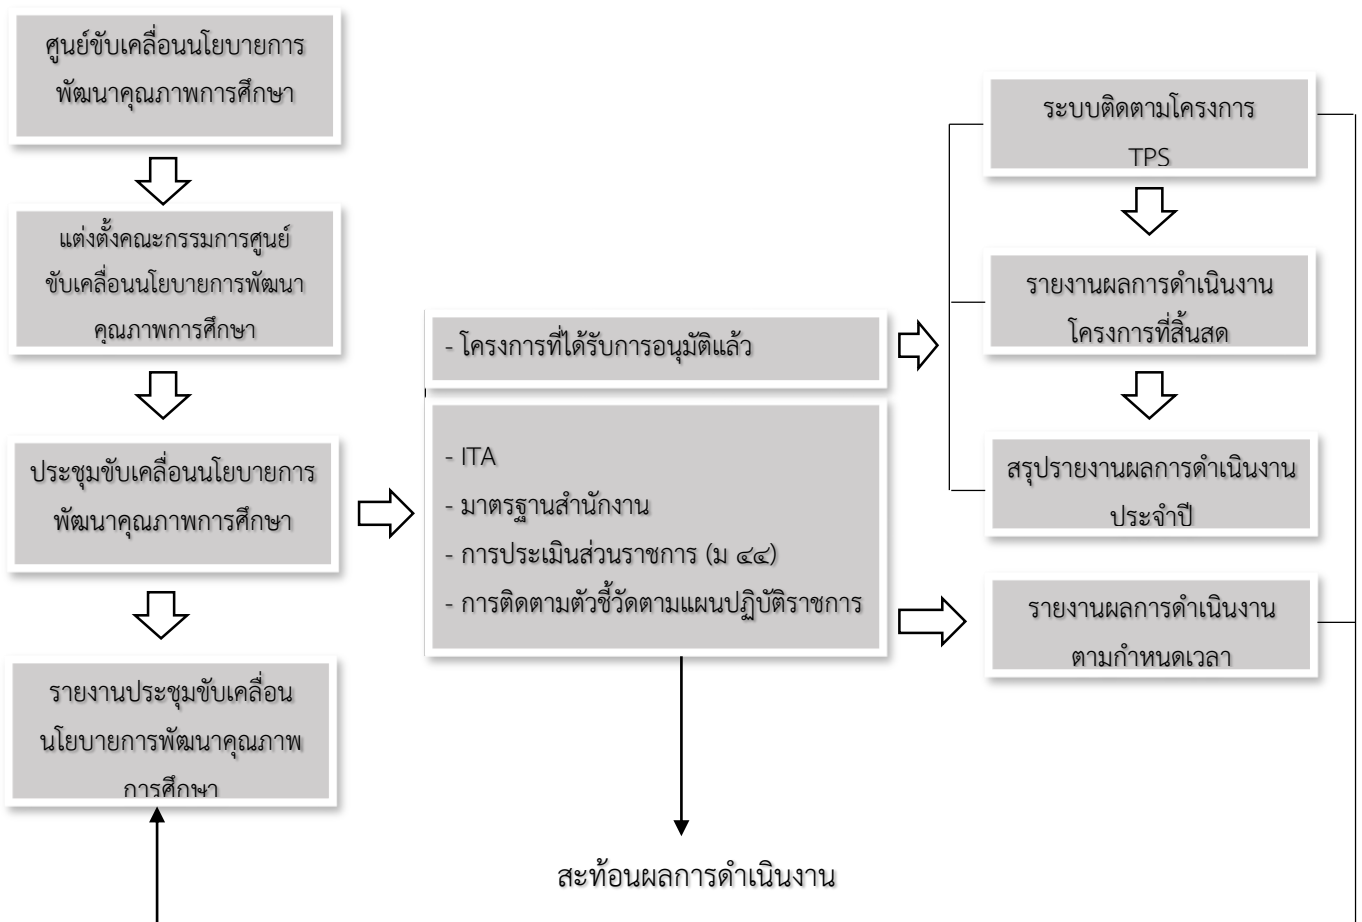 ศูนย์ขับเคลื่อนนโยบายการ
พัฒนาคุณภาพการศึกษา
แต่งตั้งคณะกรรมการศูนย์
ขับเคลื่อนนโยบายการพัฒนา
คุณภาพการศึกษา
ประชุมขับเคลื่อนนโยบายการ
พัฒนาคุณภาพการศึกษา
รายงานประชุมขับเคลื่อน
นโยบายการพัฒนาคุณภาพ
การศึกษา
- โครงการที่ได้รับการอนุมัติแล้ว
- ITA
- มาตรฐานสำนักงาน
- การประเมินส่วนราชการ (ม ๔๔)
- การติดตามตัวชี้วัดตามแผนปฏิบัติราชการ
สะท้อนผลการดำเนินงาน
ระบบติดตามโครงการ
TPS
รายงานผลการดำเนินงาน
โครงการที่สิ้นสุด
สรุปรายงานผลการดำเนินงาน
ประจำปี
รายงานผลการดำเนินงาน
ตามกำหนดเวลา